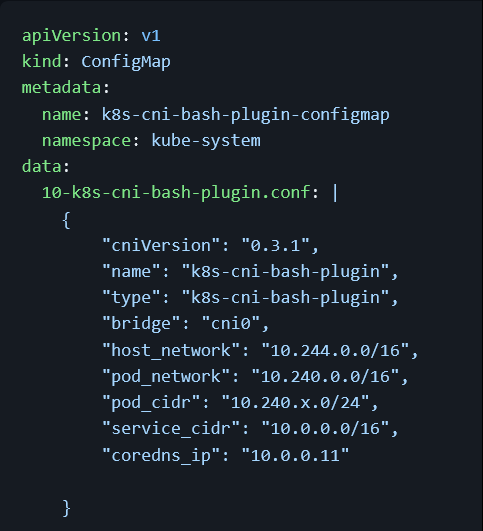 apiVersion: v1
kind: ConfigMap
metadata:
  name: k8s-cni-bash-plugin-configmap
  namespace: kube-system
data:
  10-k8s-cni-bash-plugin.conf: |
    {
        "cniVersion": "0.3.1",
        "name": "k8s-cni-bash-plugin",
        "type": "k8s-cni-bash-plugin",
        "bridge": "cni0",
        "host_network": "10.244.0.0/16",
        "pod_network": "10.240.0.0/16",
        "pod_cidr": "10.240.x.0/24",
        "service_cidr": "10.0.0.0/16",
        "coredns_ip": "10.0.0.11"
    }